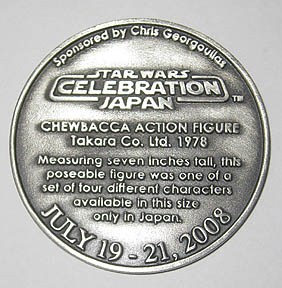 Sponsored by Chris Georgoulias
STAR WARS
CELEBRATION
JAPAN
TM
CHEWBACCA ACTION FIGURE
Takara Co. Ltd. 1978
Measuring seven inches tall, this
poseable figure was one of a
set of four different characters
available in this size
only in Japan.
JULY 19 - 21, 2008